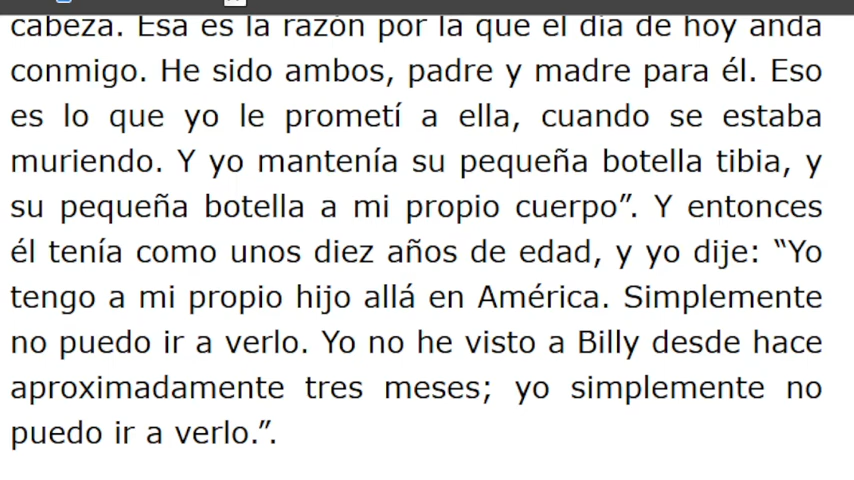 cabeza. Esa es la razón por la que el día de hoy anda
conmigo. He sido ambos, padre y madre para él. Eso
es lo que yo le prometí a ella, cuando se estaba
muriendo. Y yo mantenía su pequeña botella tibia, y
su pequeña botella a mi propio cuerpo”. Y entonces
él tenía como unos diez años de edad, y yo dije: “Yo
tengo a mi propio hijo allá en América. Simplemente
no puedo ir a verlo. Yo no he visto a Billy desde hace
aproximadamente tres meses; yo simplemente no
puedo ir a verlo.”.